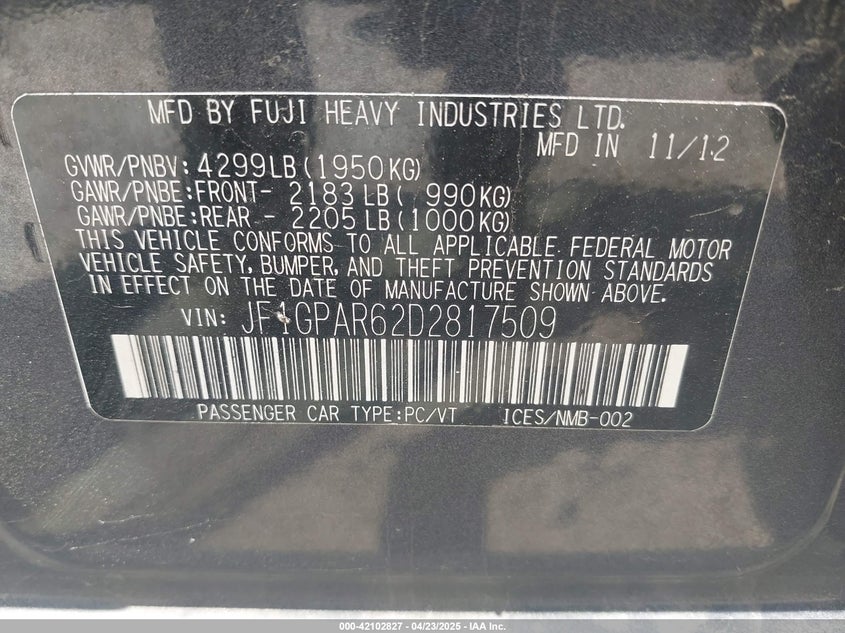 MFD BY FUJI HEAVY INDUSTRIES LTD.
MFD IN 11/12
GVWR/PNBV: 4299LB (1950KG)
GAWR/PNBE: FRONT- 2183 LB ( 990KG)
GAWR/PNBE: REAR - 2205 LB (1000KG)
THIS VEHICLE CONFORMS TO ALL APPLICABLE FEDERAL MOTOR
VEHICLE SAFETY, BUMPER, AND THEFT PREVENTION STANDARDS
IN EFFECT ON THE DATE OF MANUFACTURE SHOWN ABOVE.
VIN: JF1GPAR62D2817509
PASSENGER CAR TYPE: PC/VT ICES/NMB-002
000-42102827 - 04/23/2025 - IAA Inc.